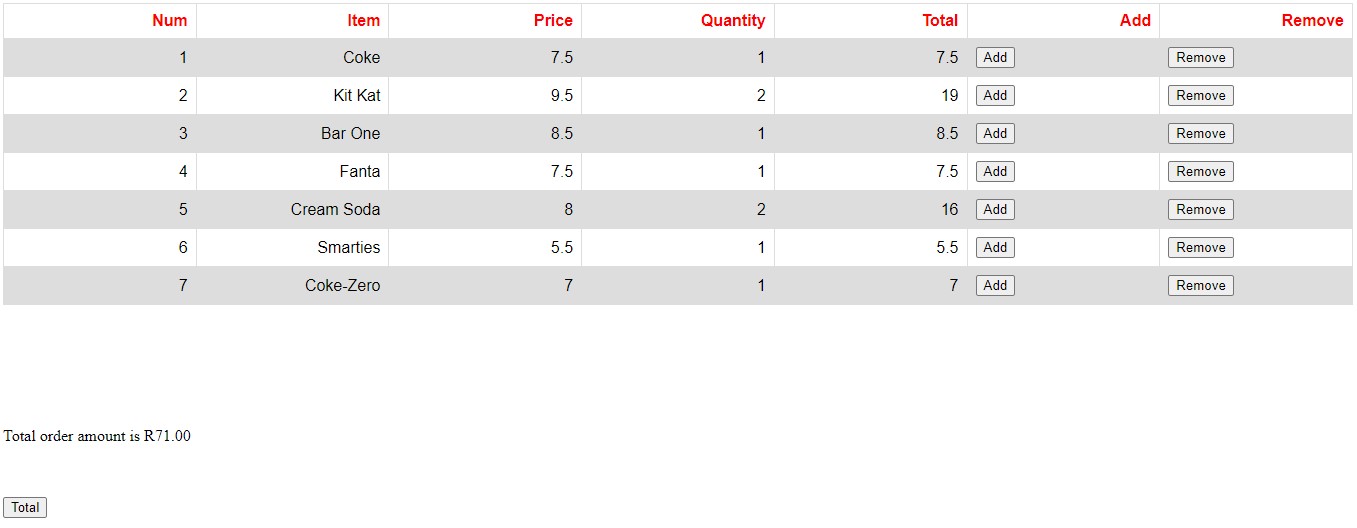 Num Item Price Quantity Total Add Remove
1 Coke 7.5 1 7.5 Add Remove
2 Kit Kat 9.5 2 19 Add Remove
3 Bar One 8.5 1 8.5 Add Remove
4 Fanta 7.5 1 7.5 Add Remove
5 Cream Soda 8 2 16 Add Remove
6 Smarties 5.5 1 5.5 Add Remove
7 Coke-Zero 7 1 7 Add Remove
Total order amount is R71.00
Total